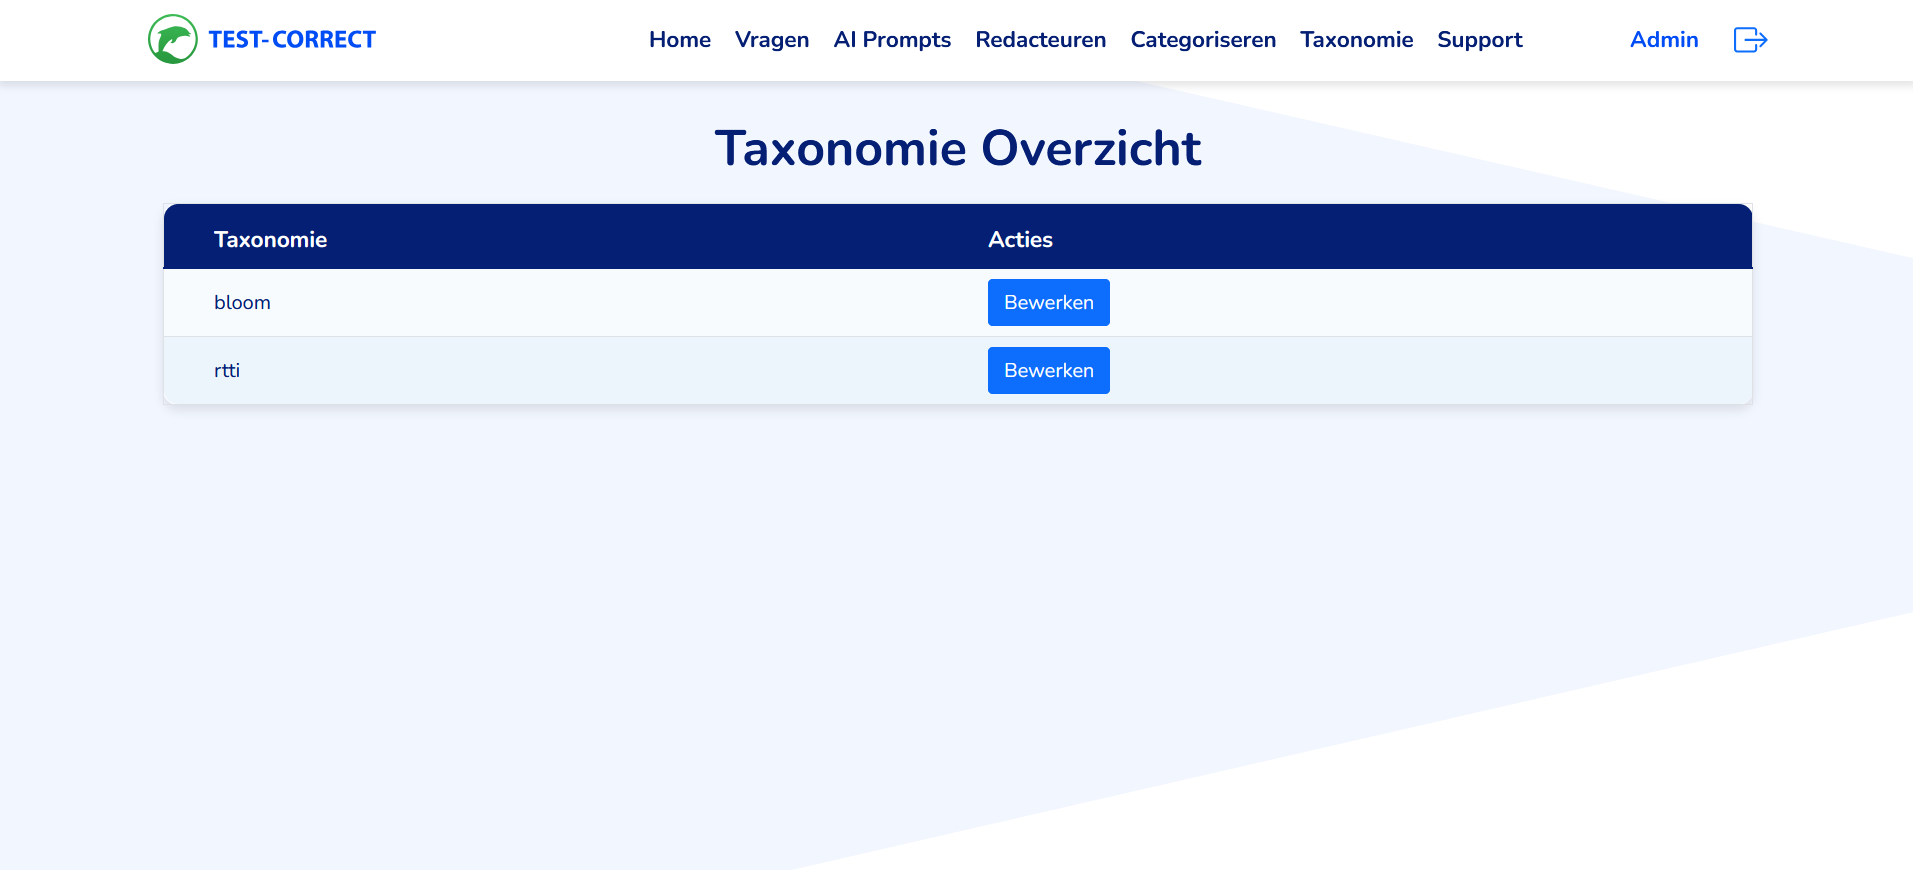 TEST-CORRECT Home Vragen AI Prompts Redacteuren Categoriseren Taxonomie Support Admin
Taxonomie Overzicht
Taxonomie Acties
bloom Bewerken
rtti Bewerken